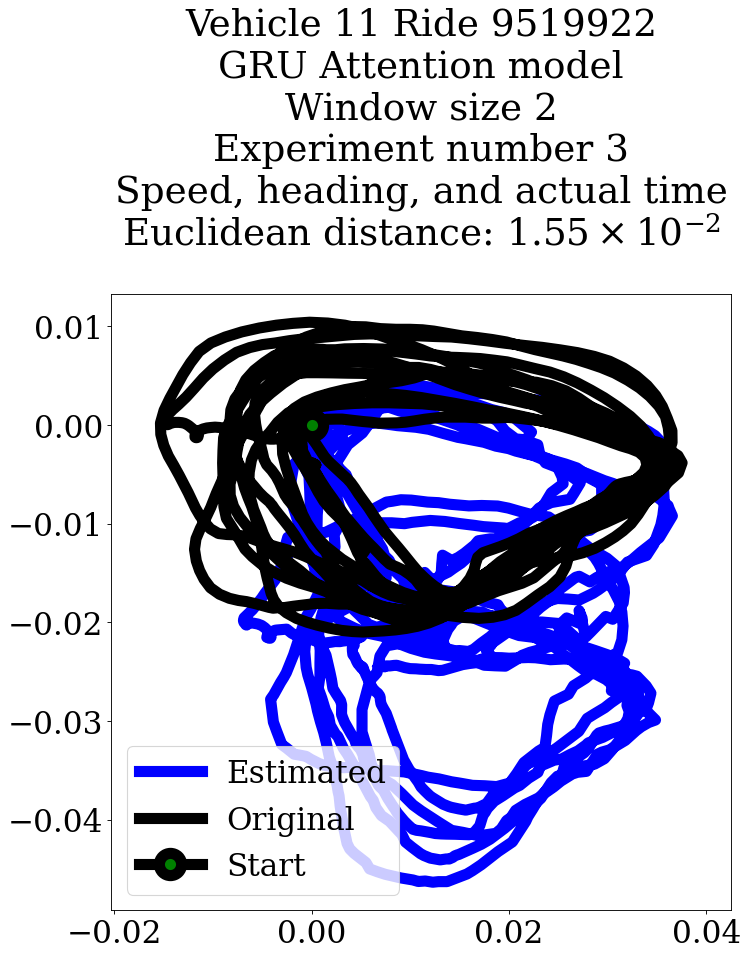 Vehicle 11 Ride 9519922
GRU Attention model
Window size 2
Experiment number 3
Speed, heading, and actual time
Euclidean distance: 1.55 × 10⁻²
0.01
0.00
−0.01
−0.02
−0.03
−0.04
Estimated
Original
Start
−0.02 0.00 0.02 0.04